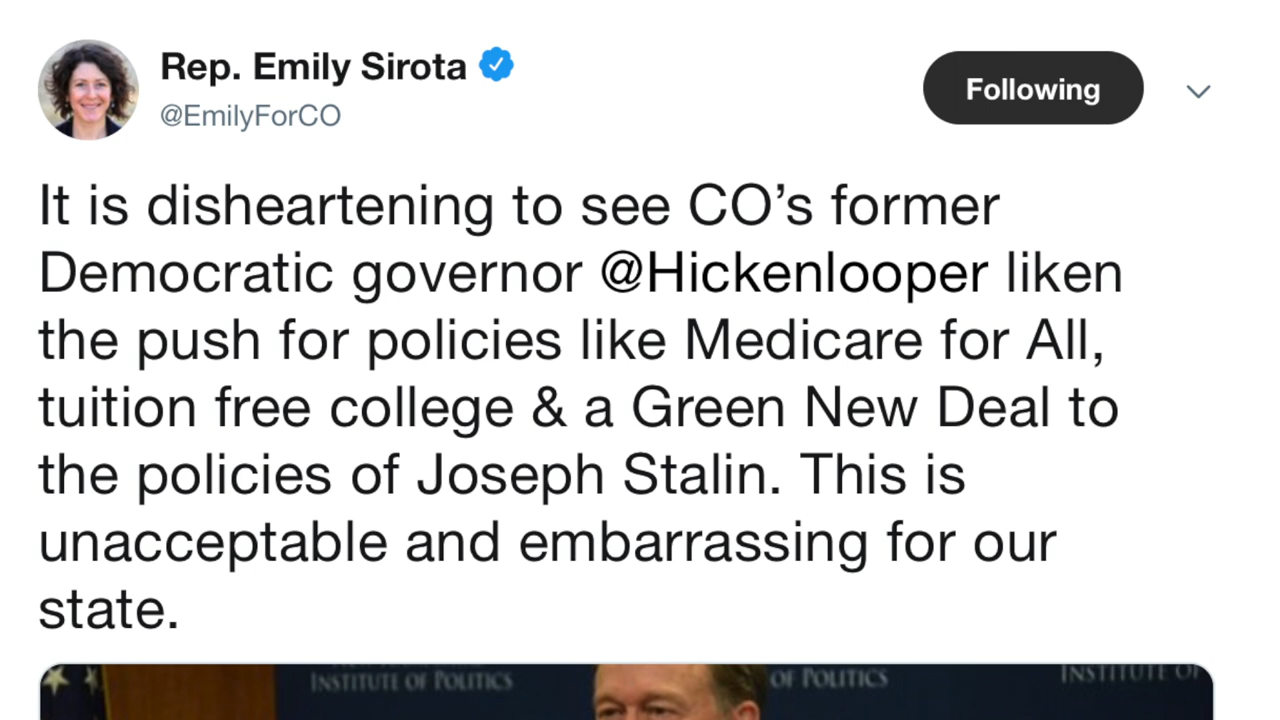 Rep. Emily Sirota
@EmilyForCO
Following
It is disheartening to see CO’s former
Democratic governor @Hickenlooper liken
the push for policies like Medicare for All,
tuition free college & a Green New Deal to
the policies of Joseph Stalin. This is
unacceptable and embarrassing for our
state.
INSTITUTE OF POLITICS
OF POLITICS
INSTITUTE OF